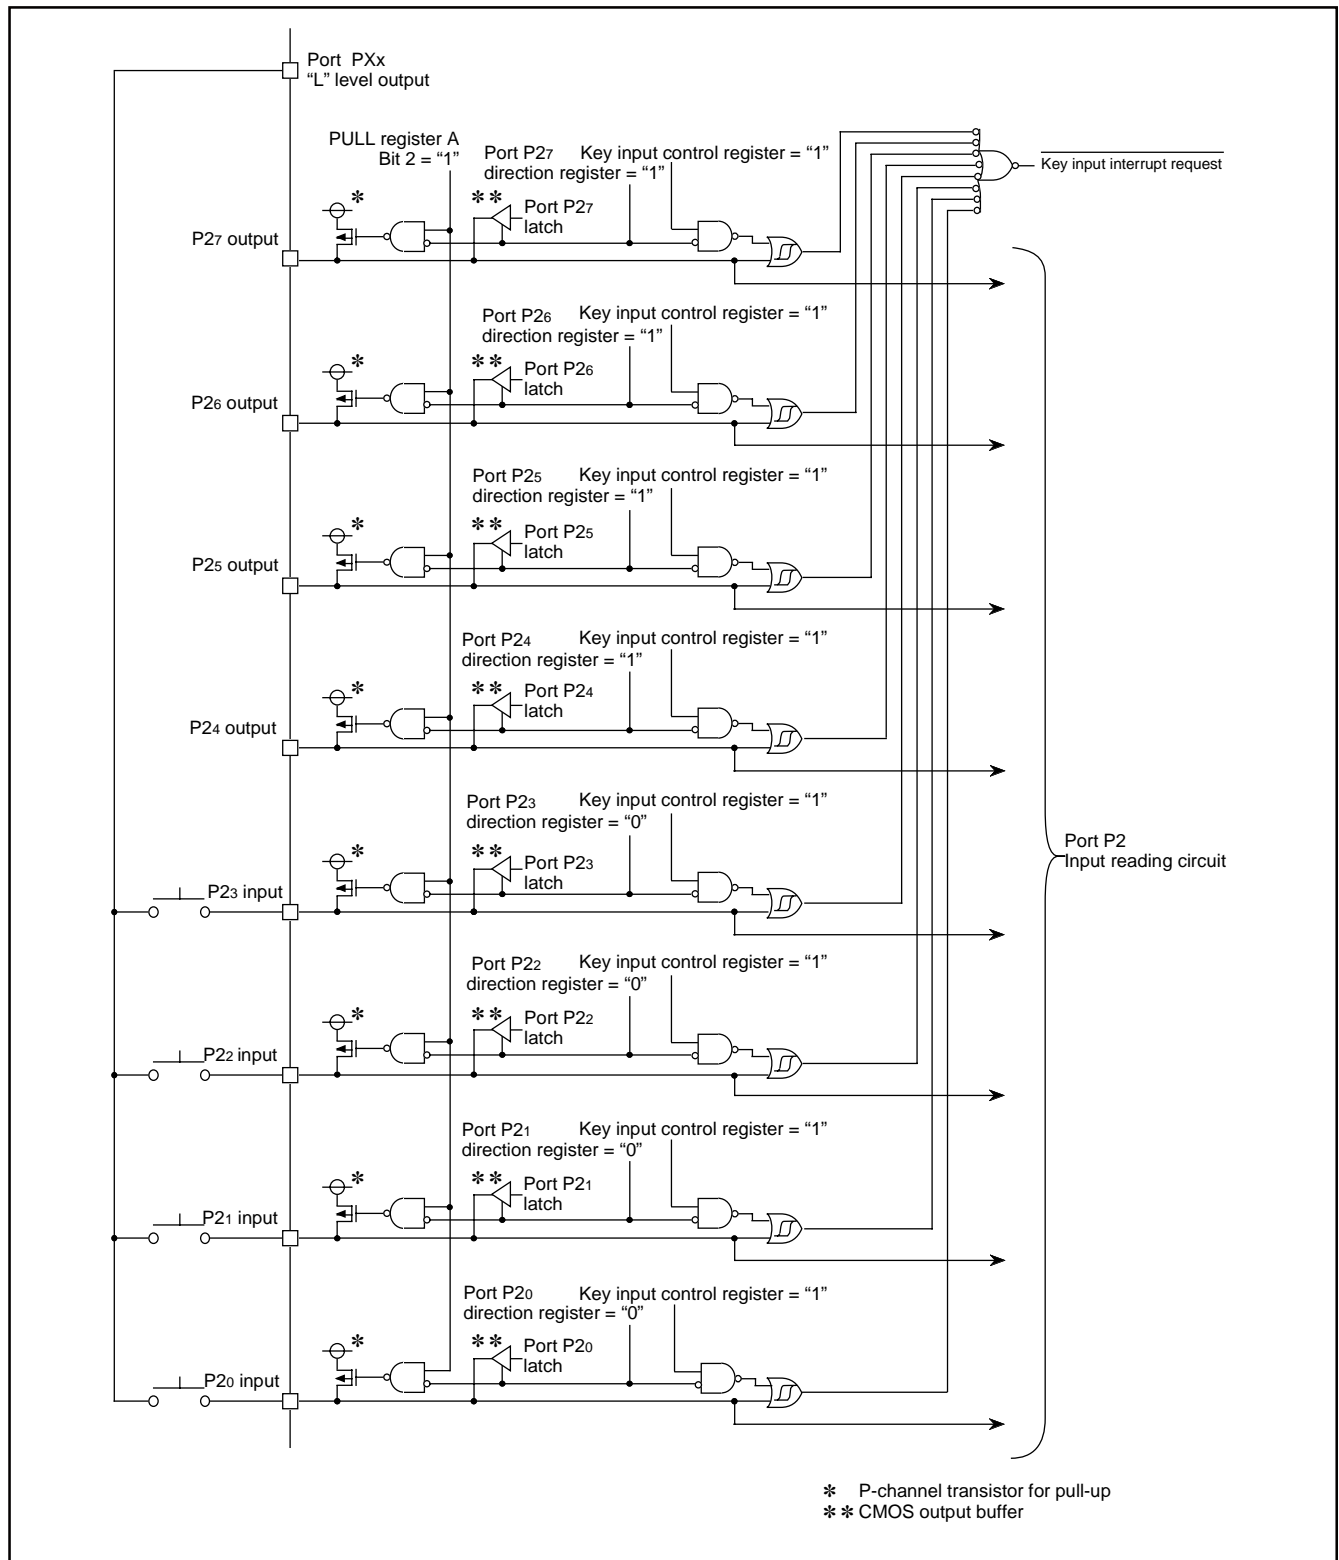 Port PXx
“L” level output
PULL register A
Bit 2 = “1”
Port P27
direction register = “1”
Key input control register = “1”
Key input interrupt request
*
**
Port P27
latch
P27 output
Port P26
direction register = “1”
Key input control register = “1”
*
**
Port P26
latch
P26 output
Port P25
direction register = “1”
Key input control register = “1”
*
**
Port P25
latch
P25 output
Port P24
direction register = “1”
Key input control register = “1”
*
**
Port P24
latch
P24 output
Port P23
direction register = “0”
Key input control register = “1”
*
**
Port P23
latch
P23 input
Port P2
Input reading circuit
Port P22
direction register = “0”
Key input control register = “1”
*
**
Port P22
latch
P22 input
Port P21
direction register = “0”
Key input control register = “1”
*
**
Port P21
latch
P21 input
Port P20
direction register = “0”
Key input control register = “1”
*
**
Port P20
latch
P20 input
* P-channel transistor for pull-up
** CMOS output buffer